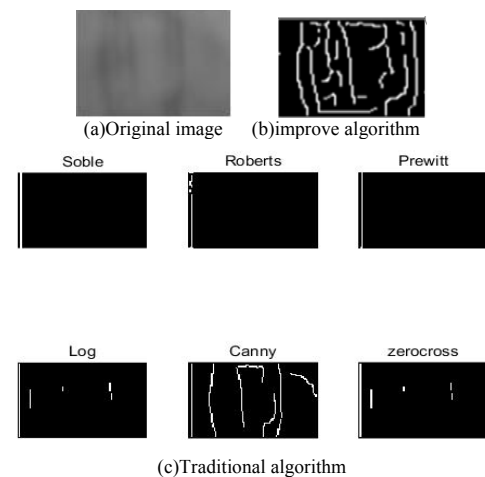 (a)Original image (b)improve algorithm
Soble Roberts Prewitt
Log Canny zerocross
(c)Traditional algorithm